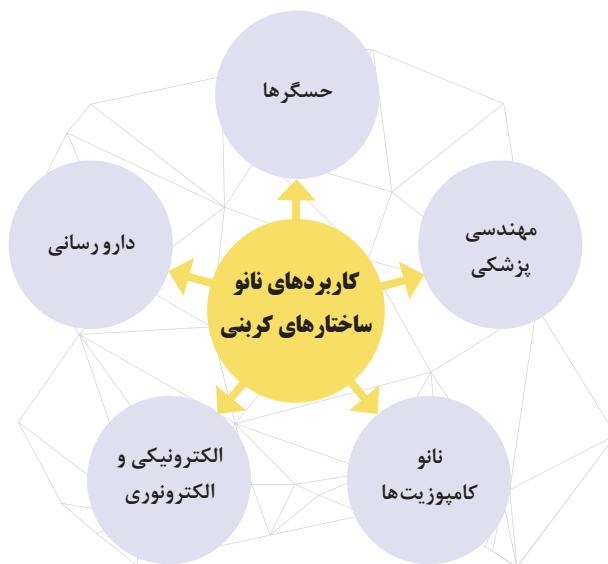 حسگرها
مهندسی
پزشکی
دارورسانی
کاربردهای نانو
ساختارهای کربنی
الکترونیکی و
الکترونوری
نانو
کامپوزیت‌ها